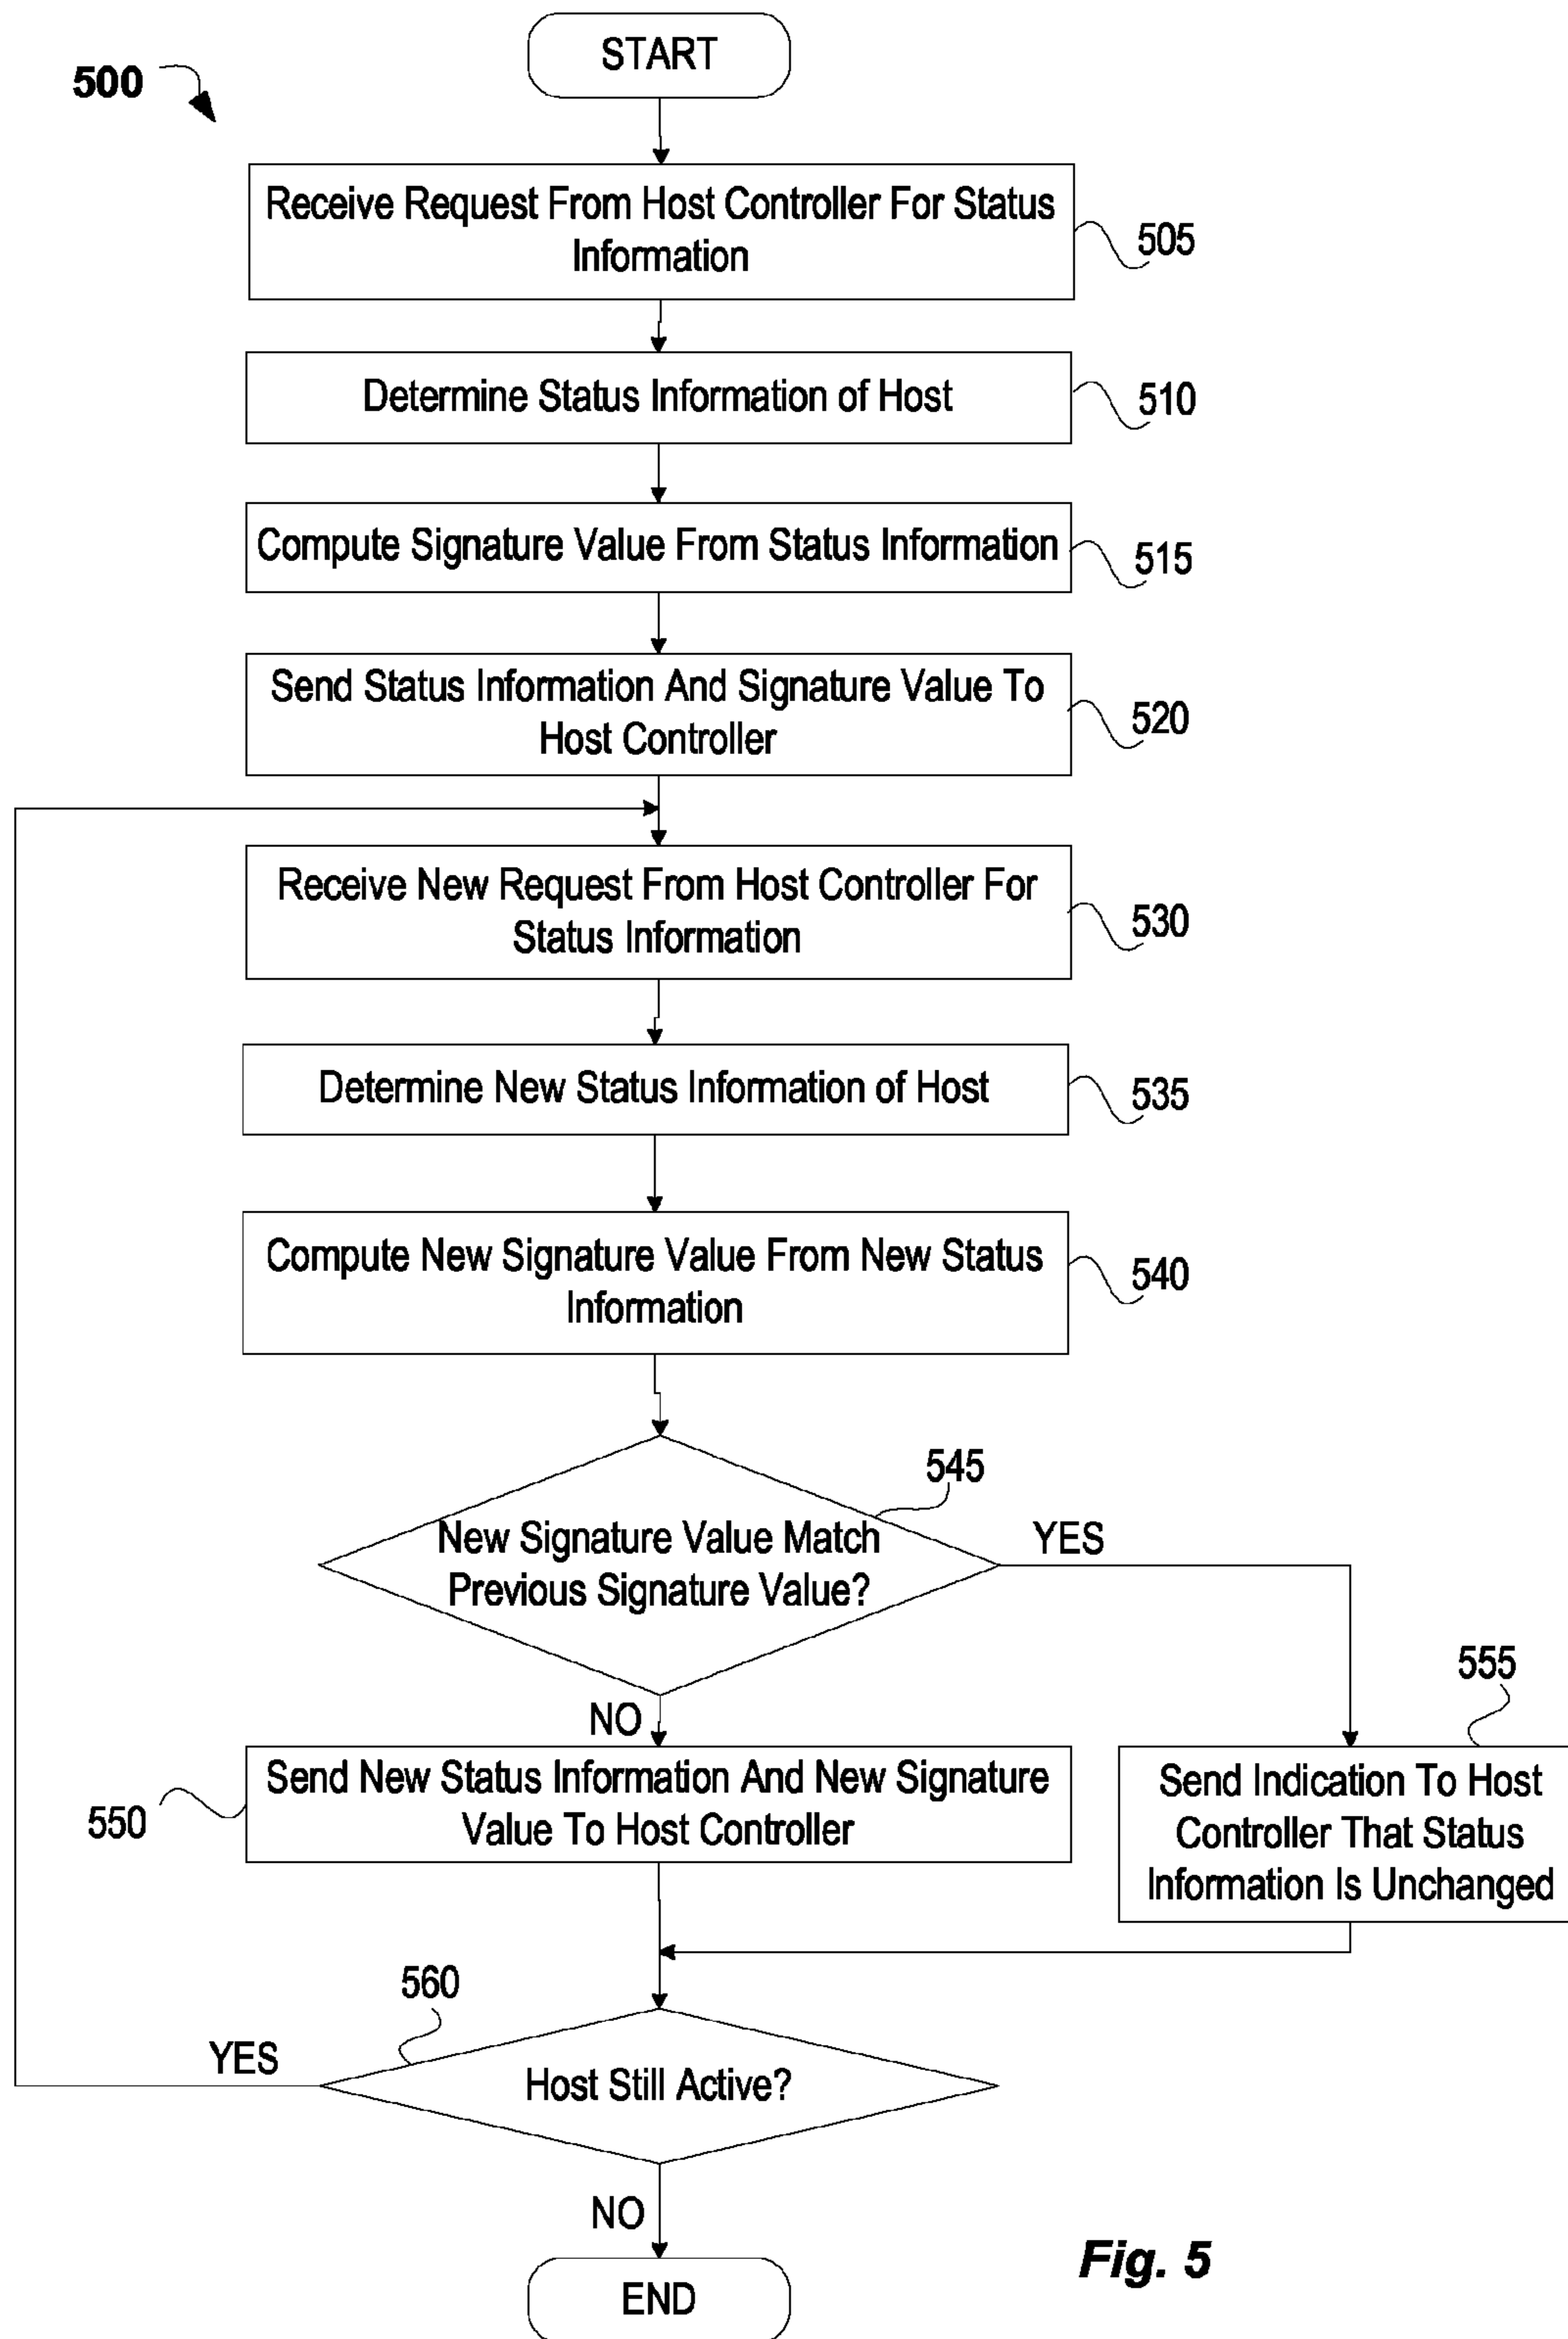 START
500
Receive Request From Host Controller For Status
Information
505
Determine Status Information of Host
510
Compute Signature Value From Status Information
515
Send Status Information And Signature Value To
Host Controller
520
Receive New Request From Host Controller For
Status Information
530
Determine New Status Information of Host
535
Compute New Signature Value From New Status
Information
540
545
New Signature Value Match
Previous Signature Value?
YES
NO
555
Send New Status Information And New Signature
Value To Host Controller
550
Send Indication To Host
Controller That Status
Information Is Unchanged
560
YES
Host Still Active?
NO
END
Fig. 5